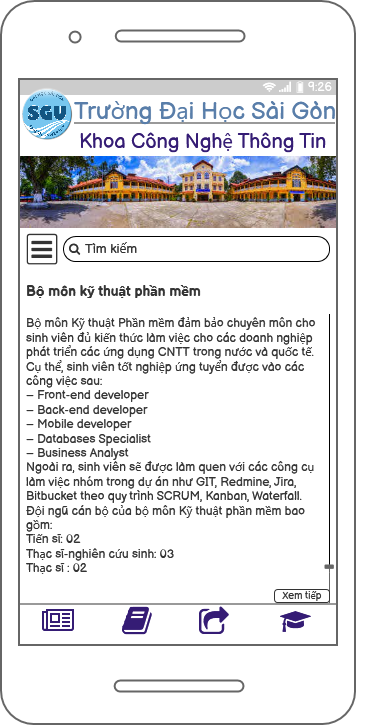 9:26
SGU
Trường Đại Học Sài Gòn
Khoa Công Nghệ Thông Tin
Tìm kiếm
Bộ môn kỹ thuật phần mềm
Bộ môn Kỹ thuật Phần mềm đảm bảo chuyên môn cho
sinh viên đủ kiến thức làm việc cho các doanh nghiệp
phát triển các ứng dụng CNTT trong nước và quốc tế.
Cụ thể, sinh viên tốt nghiệp ứng tuyển được vào các
công việc sau:
– Front-end developer
– Back-end developer
– Mobile developer
– Databases Specialist
– Business Analyst
Ngoài ra, sinh viên sẽ được làm quen với các công cụ
làm việc nhóm trong dự án như GIT, Redmine, Jira,
Bitbucket theo quy trình SCRUM, Kanban, Waterfall.
Đội ngũ cán bộ của bộ môn Kỹ thuật phần mềm bao
gồm:
Tiến sĩ: 02
Thạc sĩ-nghiên cứu sinh: 03
Thạc sĩ : 02
Xem tiếp